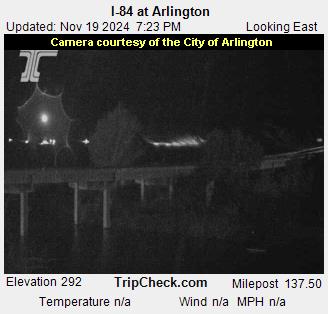 I-84 at Arlington
Updated: Nov 19 2024 7:23 PM Looking East
Camera courtesy of the City of Arlington
Elevation 292 TripCheck.com Milepost 137.50
Temperature n/a Wind n/a MPH n/a